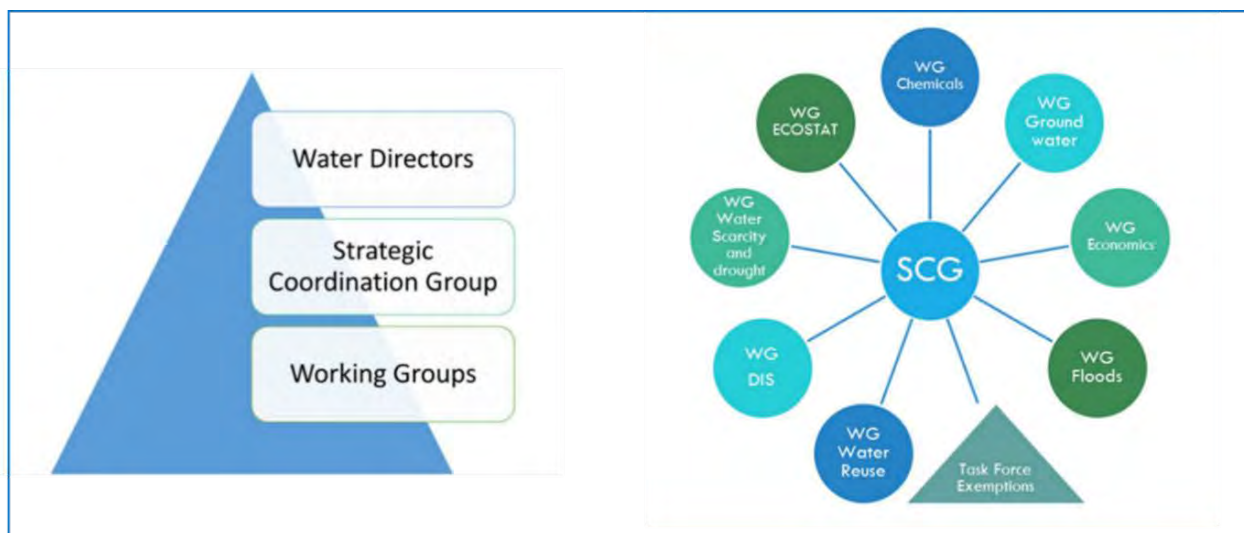 Water Directors
Strategic
Coordination Group
Working Groups
WG
Chemicals
WG
Ground
water
WG
Economics
WG
Floods
Task Force
Exemptions
WG
Water
Reuse
WG
DIS
WG
Water
Scarcity
and
drought
WG
ECOSTAT
SCG